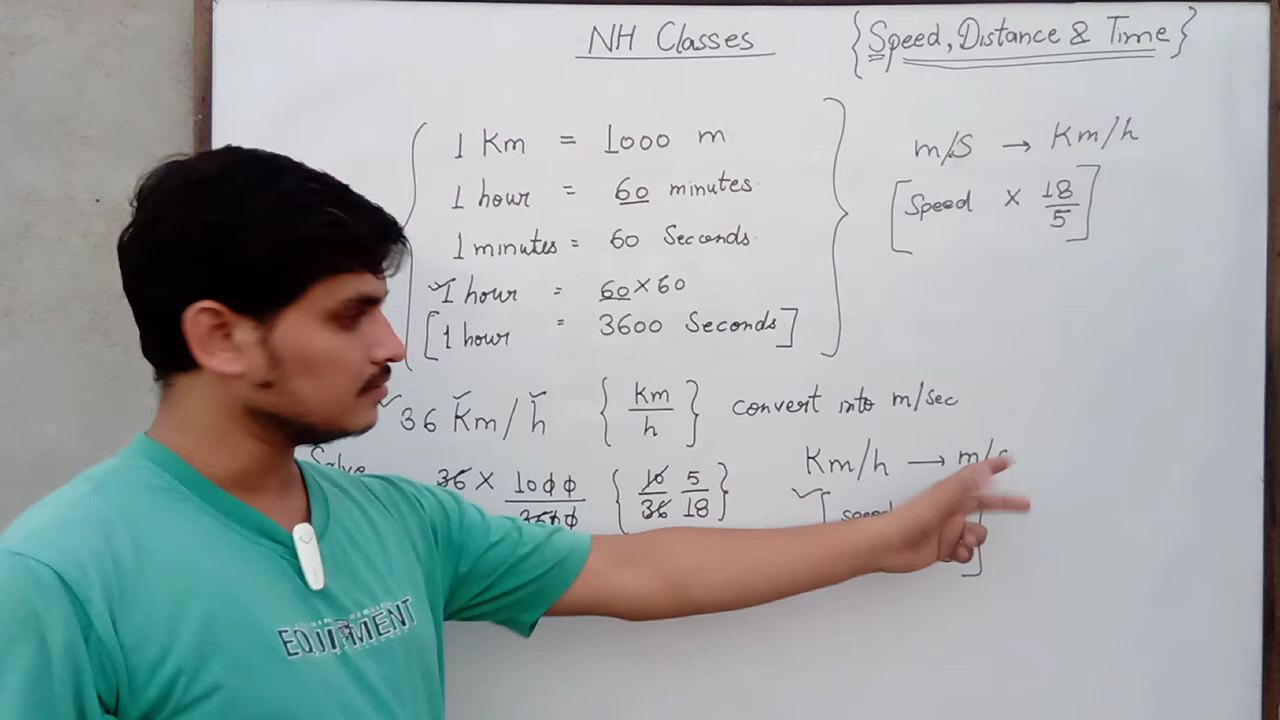 NH Classes {Speed, Distance & Time}
1 Km = 1000 m
1 hour = 60 minutes
1 minutes = 60 Seconds
1 hour = 60 × 60
[1 hour = 3600 Seconds]
m/s → Km/h
[Speed × 18/5]
36 Km/h {Km/h} convert into m/sec
Solve
36 × 1000/3600 {10/36 5/18}
Km/h → m/s
[speed
EQUIPMENT